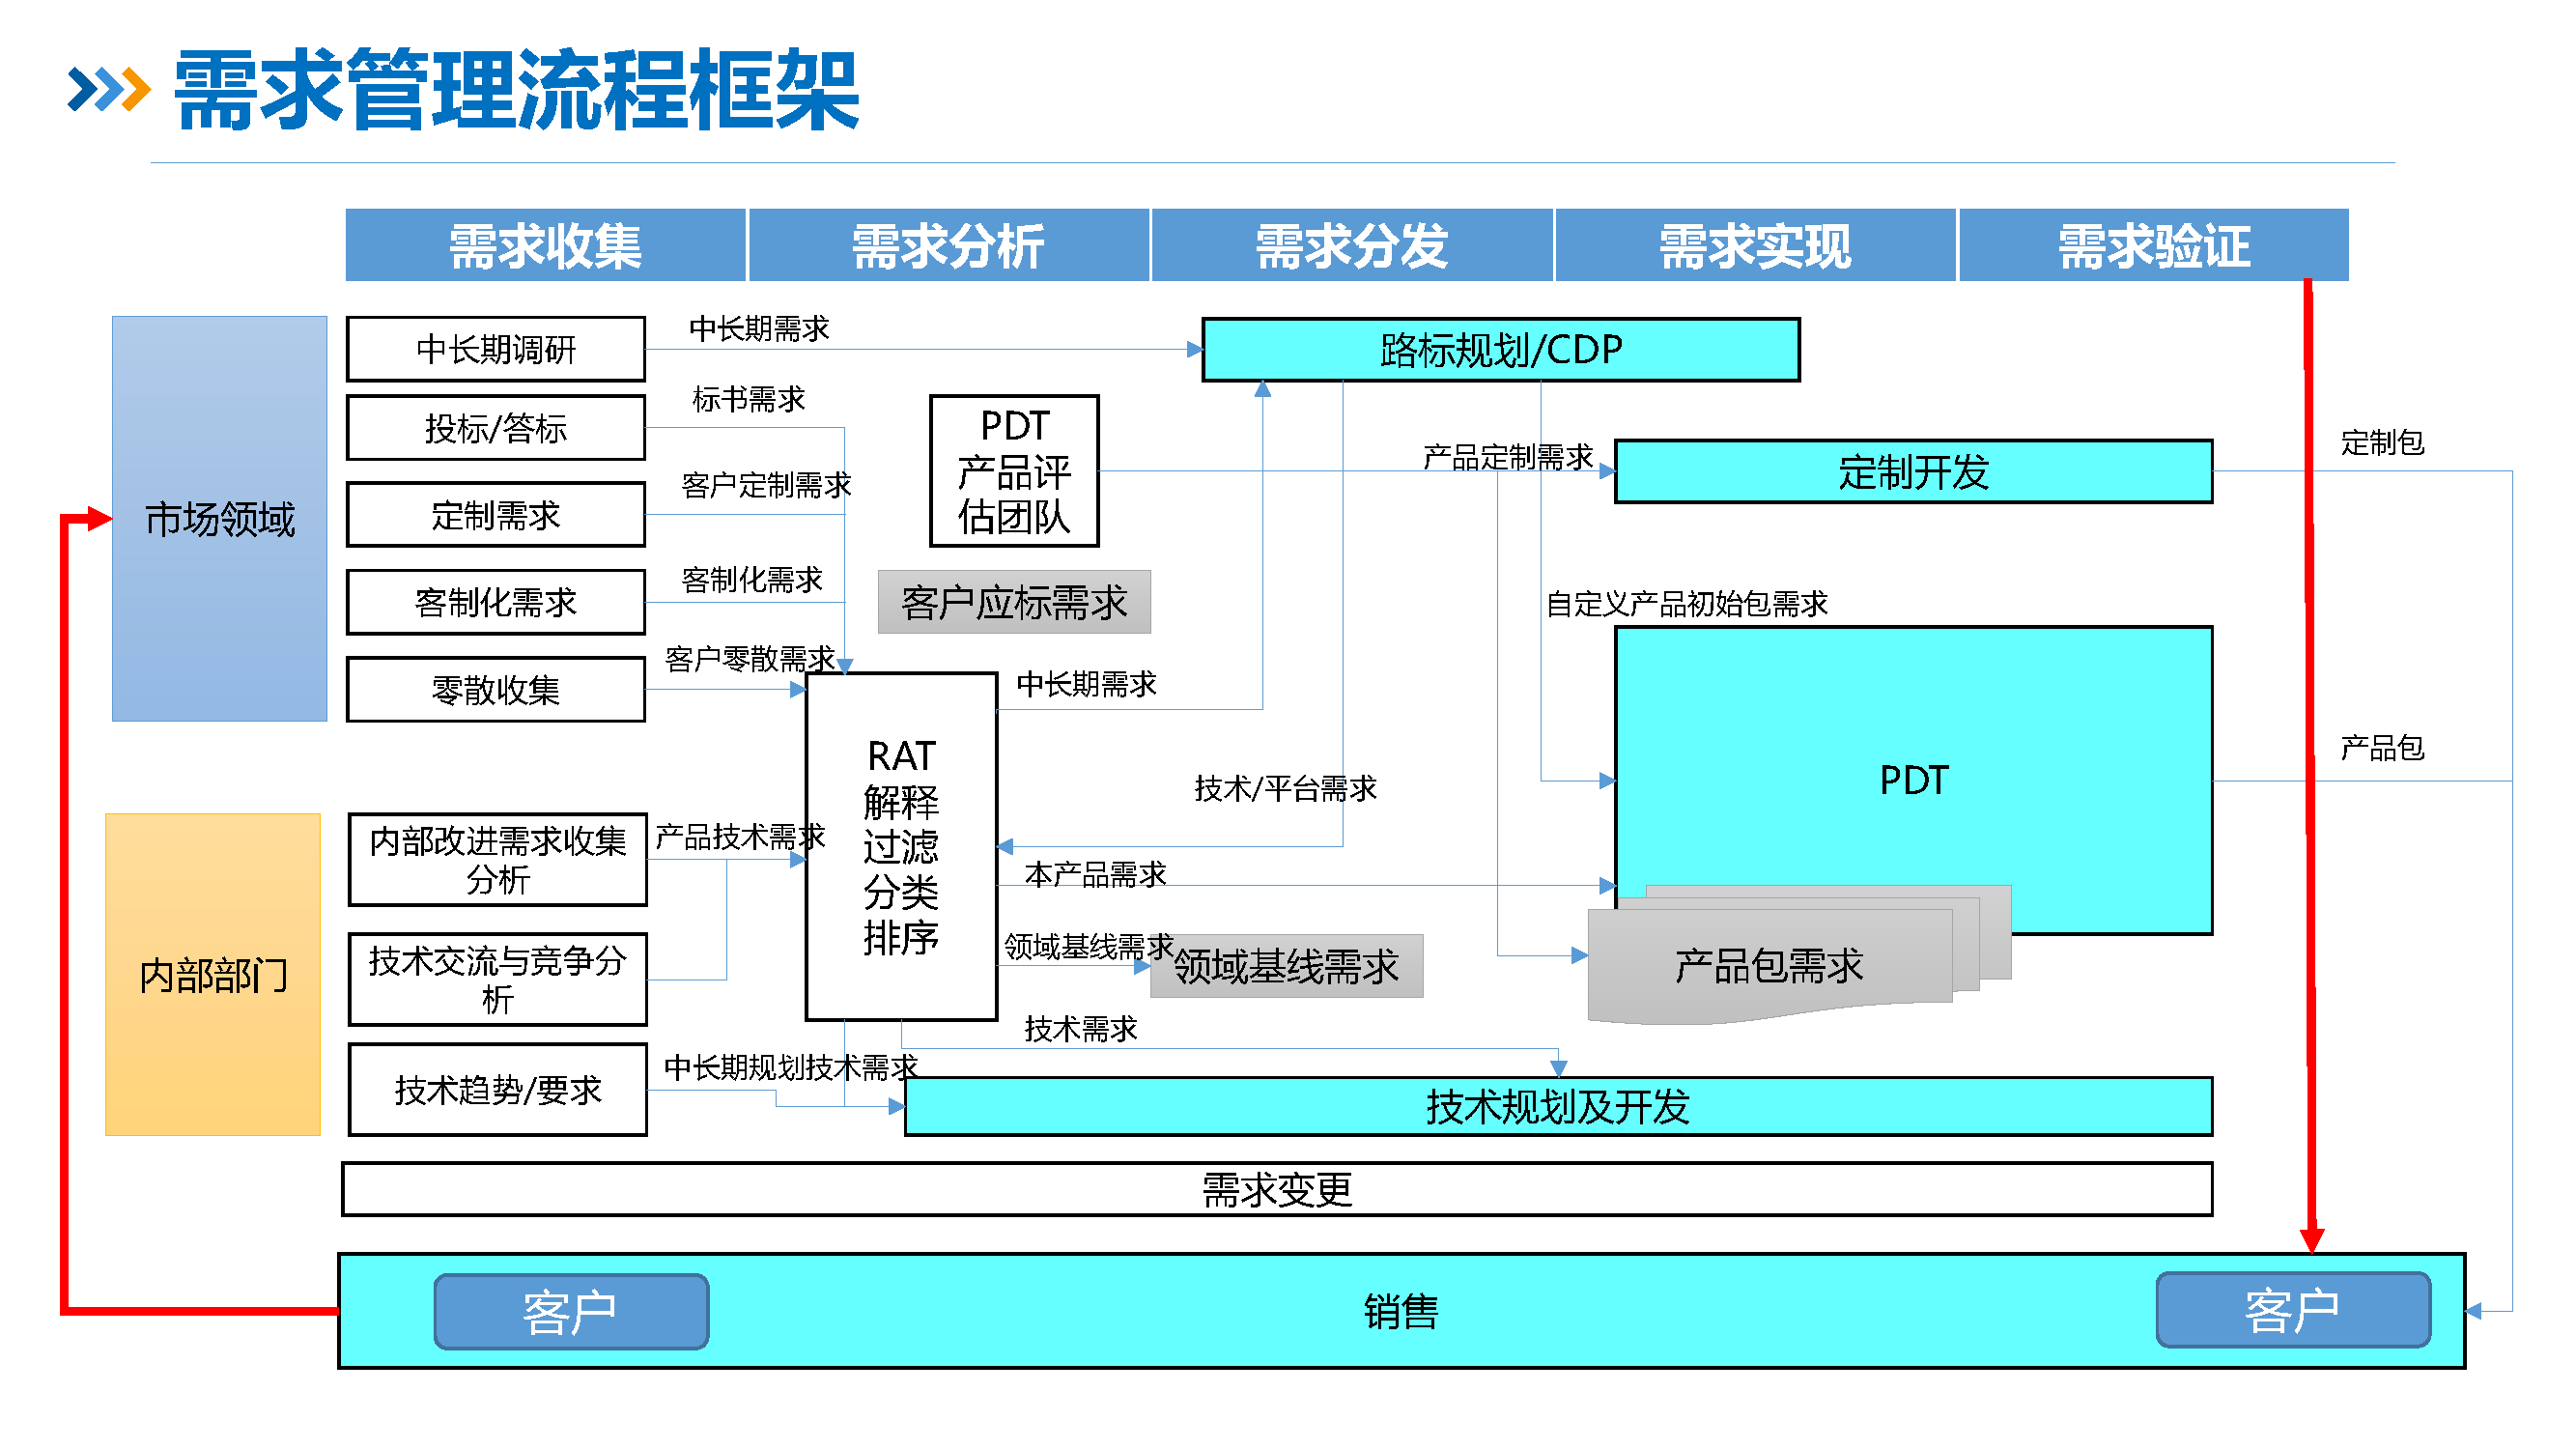 需求管理流程框架
需求收集
需求分析
需求分发
需求实现
需求验证
市场领域
中长期调研
中长期需求
路标规划/CDP
投标/答标
标书需求
PDT
产品评
估团队
产品定制需求
定制开发
定制包
定制需求
客户定制需求
客制化需求
客制化需求
客户应标需求
自定义产品初始包需求
零散收集
客户零散需求
RAT
解释
过滤
分类
排序
中长期需求
技术/平台需求
PDT
产品包
内部部门
内部改进需求收集
分析
产品技术需求
本产品需求
技术交流与竞争分
析
领域基线需求
领域基线需求
产品包需求
技术需求
技术趋势/要求
中长期规划技术需求
技术规划及开发
需求变更
客户
销售
客户